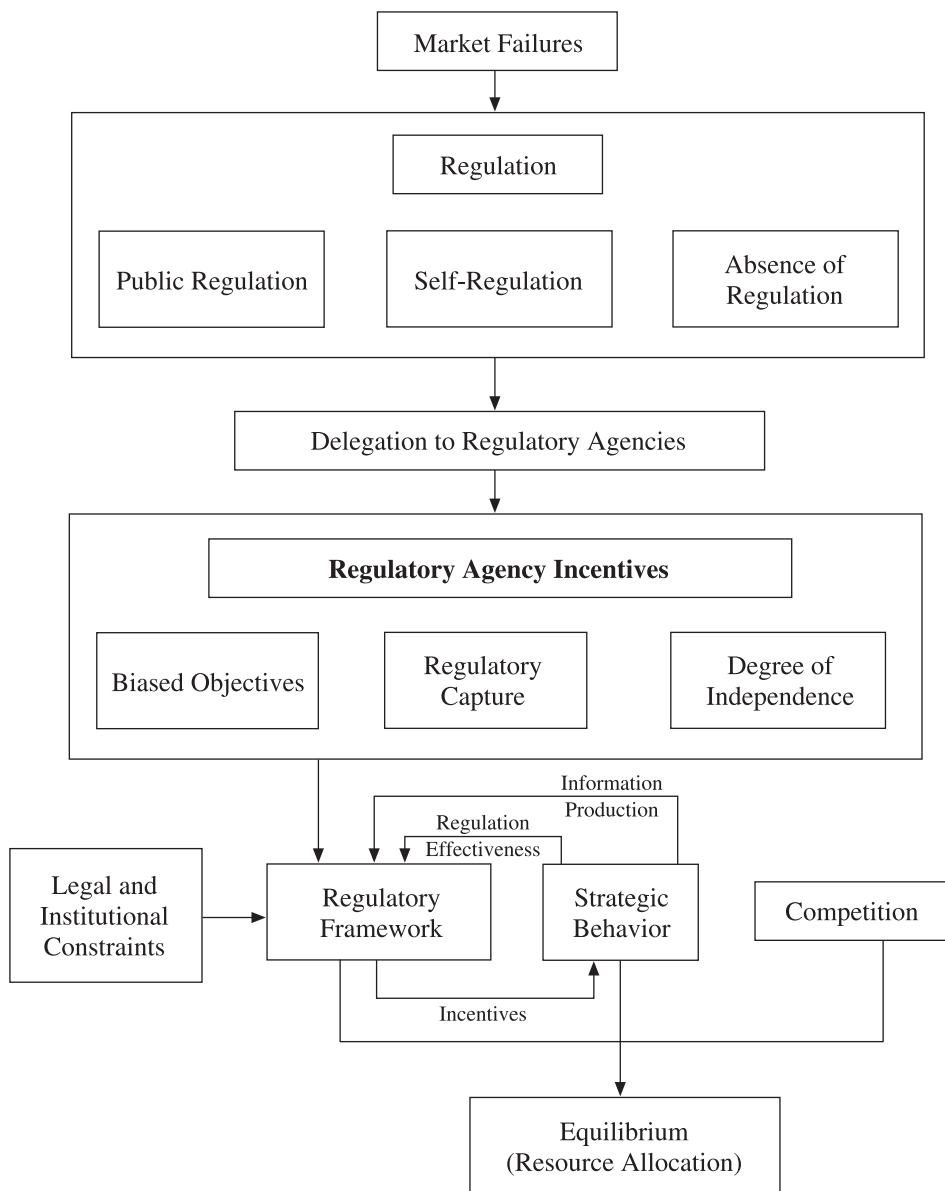 Market Failures
Regulation
Public Regulation
Self-Regulation
Absence of
Regulation
Delegation to Regulatory Agencies
Regulatory Agency Incentives
Biased Objectives
Regulatory
Capture
Degree of
Independence
Information
Production
Regulation
Effectiveness
Legal and
Institutional
Constraints
Regulatory
Framework
Strategic
Behavior
Competition
Incentives
Equilibrium
(Resource Allocation)